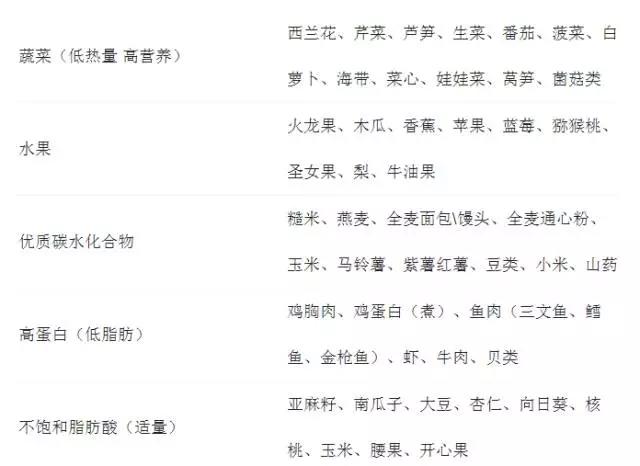 西兰花、芹菜、芦笋、生菜、番茄、菠菜、白
蔬菜（低热量 高营养）
萝卜、海带、菜心、娃娃菜、莴笋、菌菇类
火龙果、木瓜、香蕉、苹果、蓝莓、猕猴桃、
水果
圣女果、梨、牛油果
糙米、燕麦、全麦面包\馒头、全麦通心粉、
优质碳水化合物
玉米、马铃薯、紫薯红薯、豆类、小米、山药
鸡胸肉、鸡蛋白（煮）、鱼肉（三文鱼、鳕
高蛋白（低脂肪）
鱼、金枪鱼）、虾、牛肉、贝类
亚麻籽、南瓜子、大豆、杏仁、向日葵、核
不饱和脂肪酸（适量）
桃、玉米、腰果、开心果